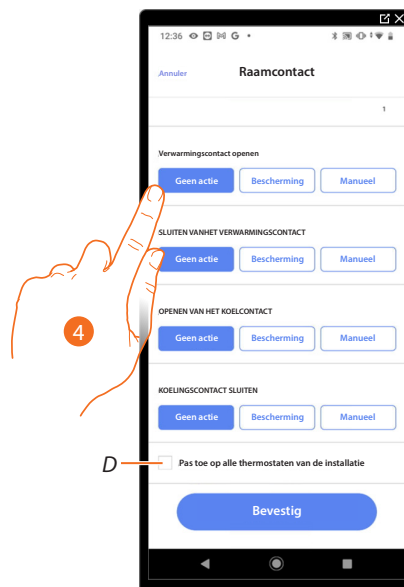 12:36 G
Annuler Raamcontact
1
Verwarmingscontact openen
Geen actie Bescherming Manueel
SLUITEN VANHET VERWARMINGSCONTACT
Geen actie Bescherming Manueel
4
OPENEN VAN HET KOELCONTACT
Geen actie Bescherming Manueel
KOELINGSCONTACT SLUITEN
Geen actie Bescherming Manueel
D Pas toe op alle thermostaten van de installatie
Bevestig